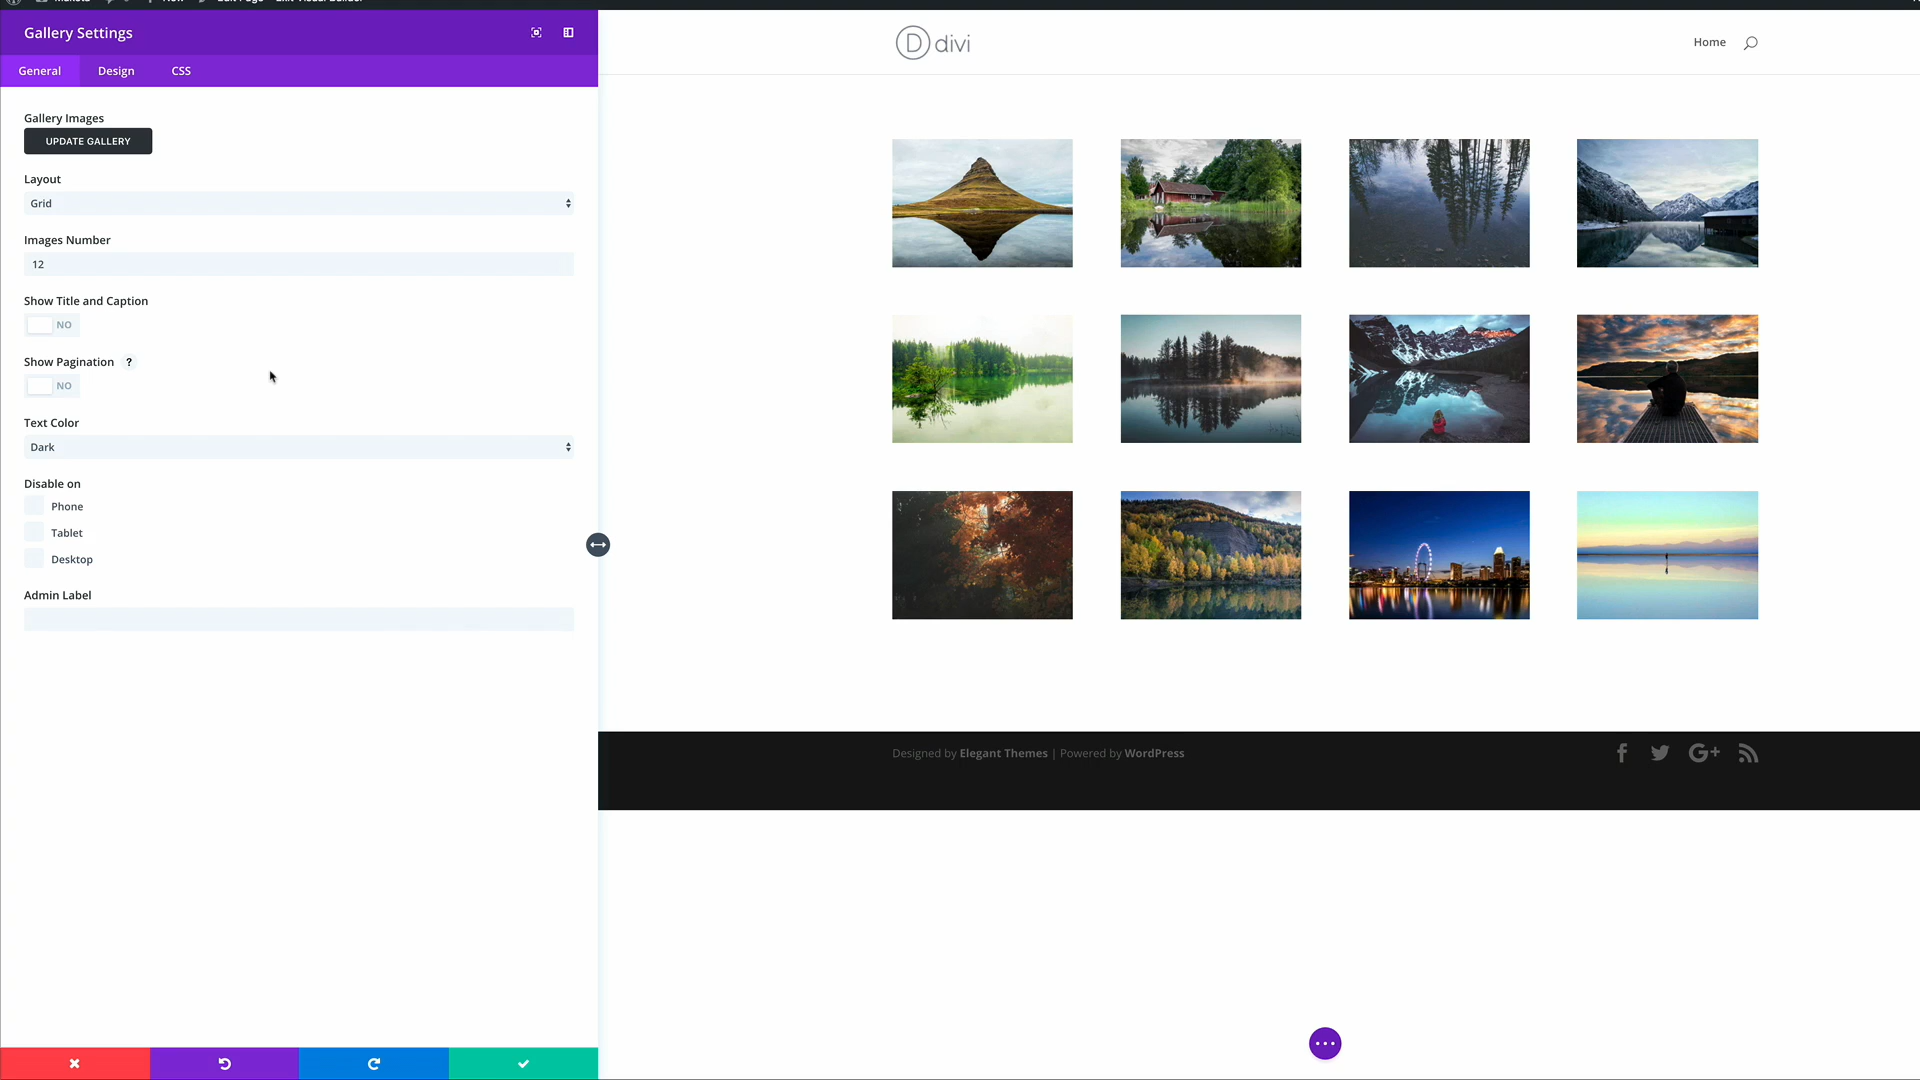 Gallery Settings
General
Design
CSS
Gallery Images
UPDATE GALLERY
Layout
Grid
Images Number
12
Show Title and Caption
NO
Show Pagination ?
NO
Text Color
Dark
Disable on
Phone
Tablet
Desktop
Admin Label
D divi
Home
Designed by Elegant Themes | Powered by WordPress